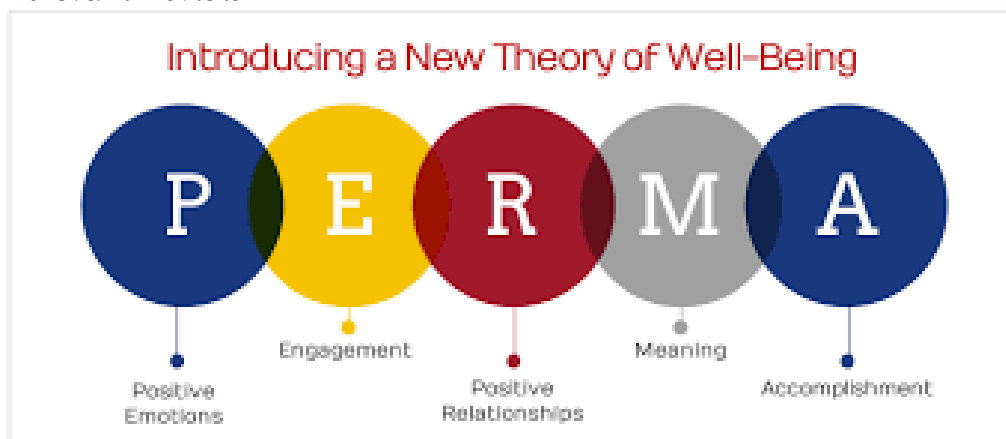 Introducing a New Theory of Well-Being
P E R M A
Engagement
Meaning
Positive
Emotions
Positive
Relationships
Accomplishment